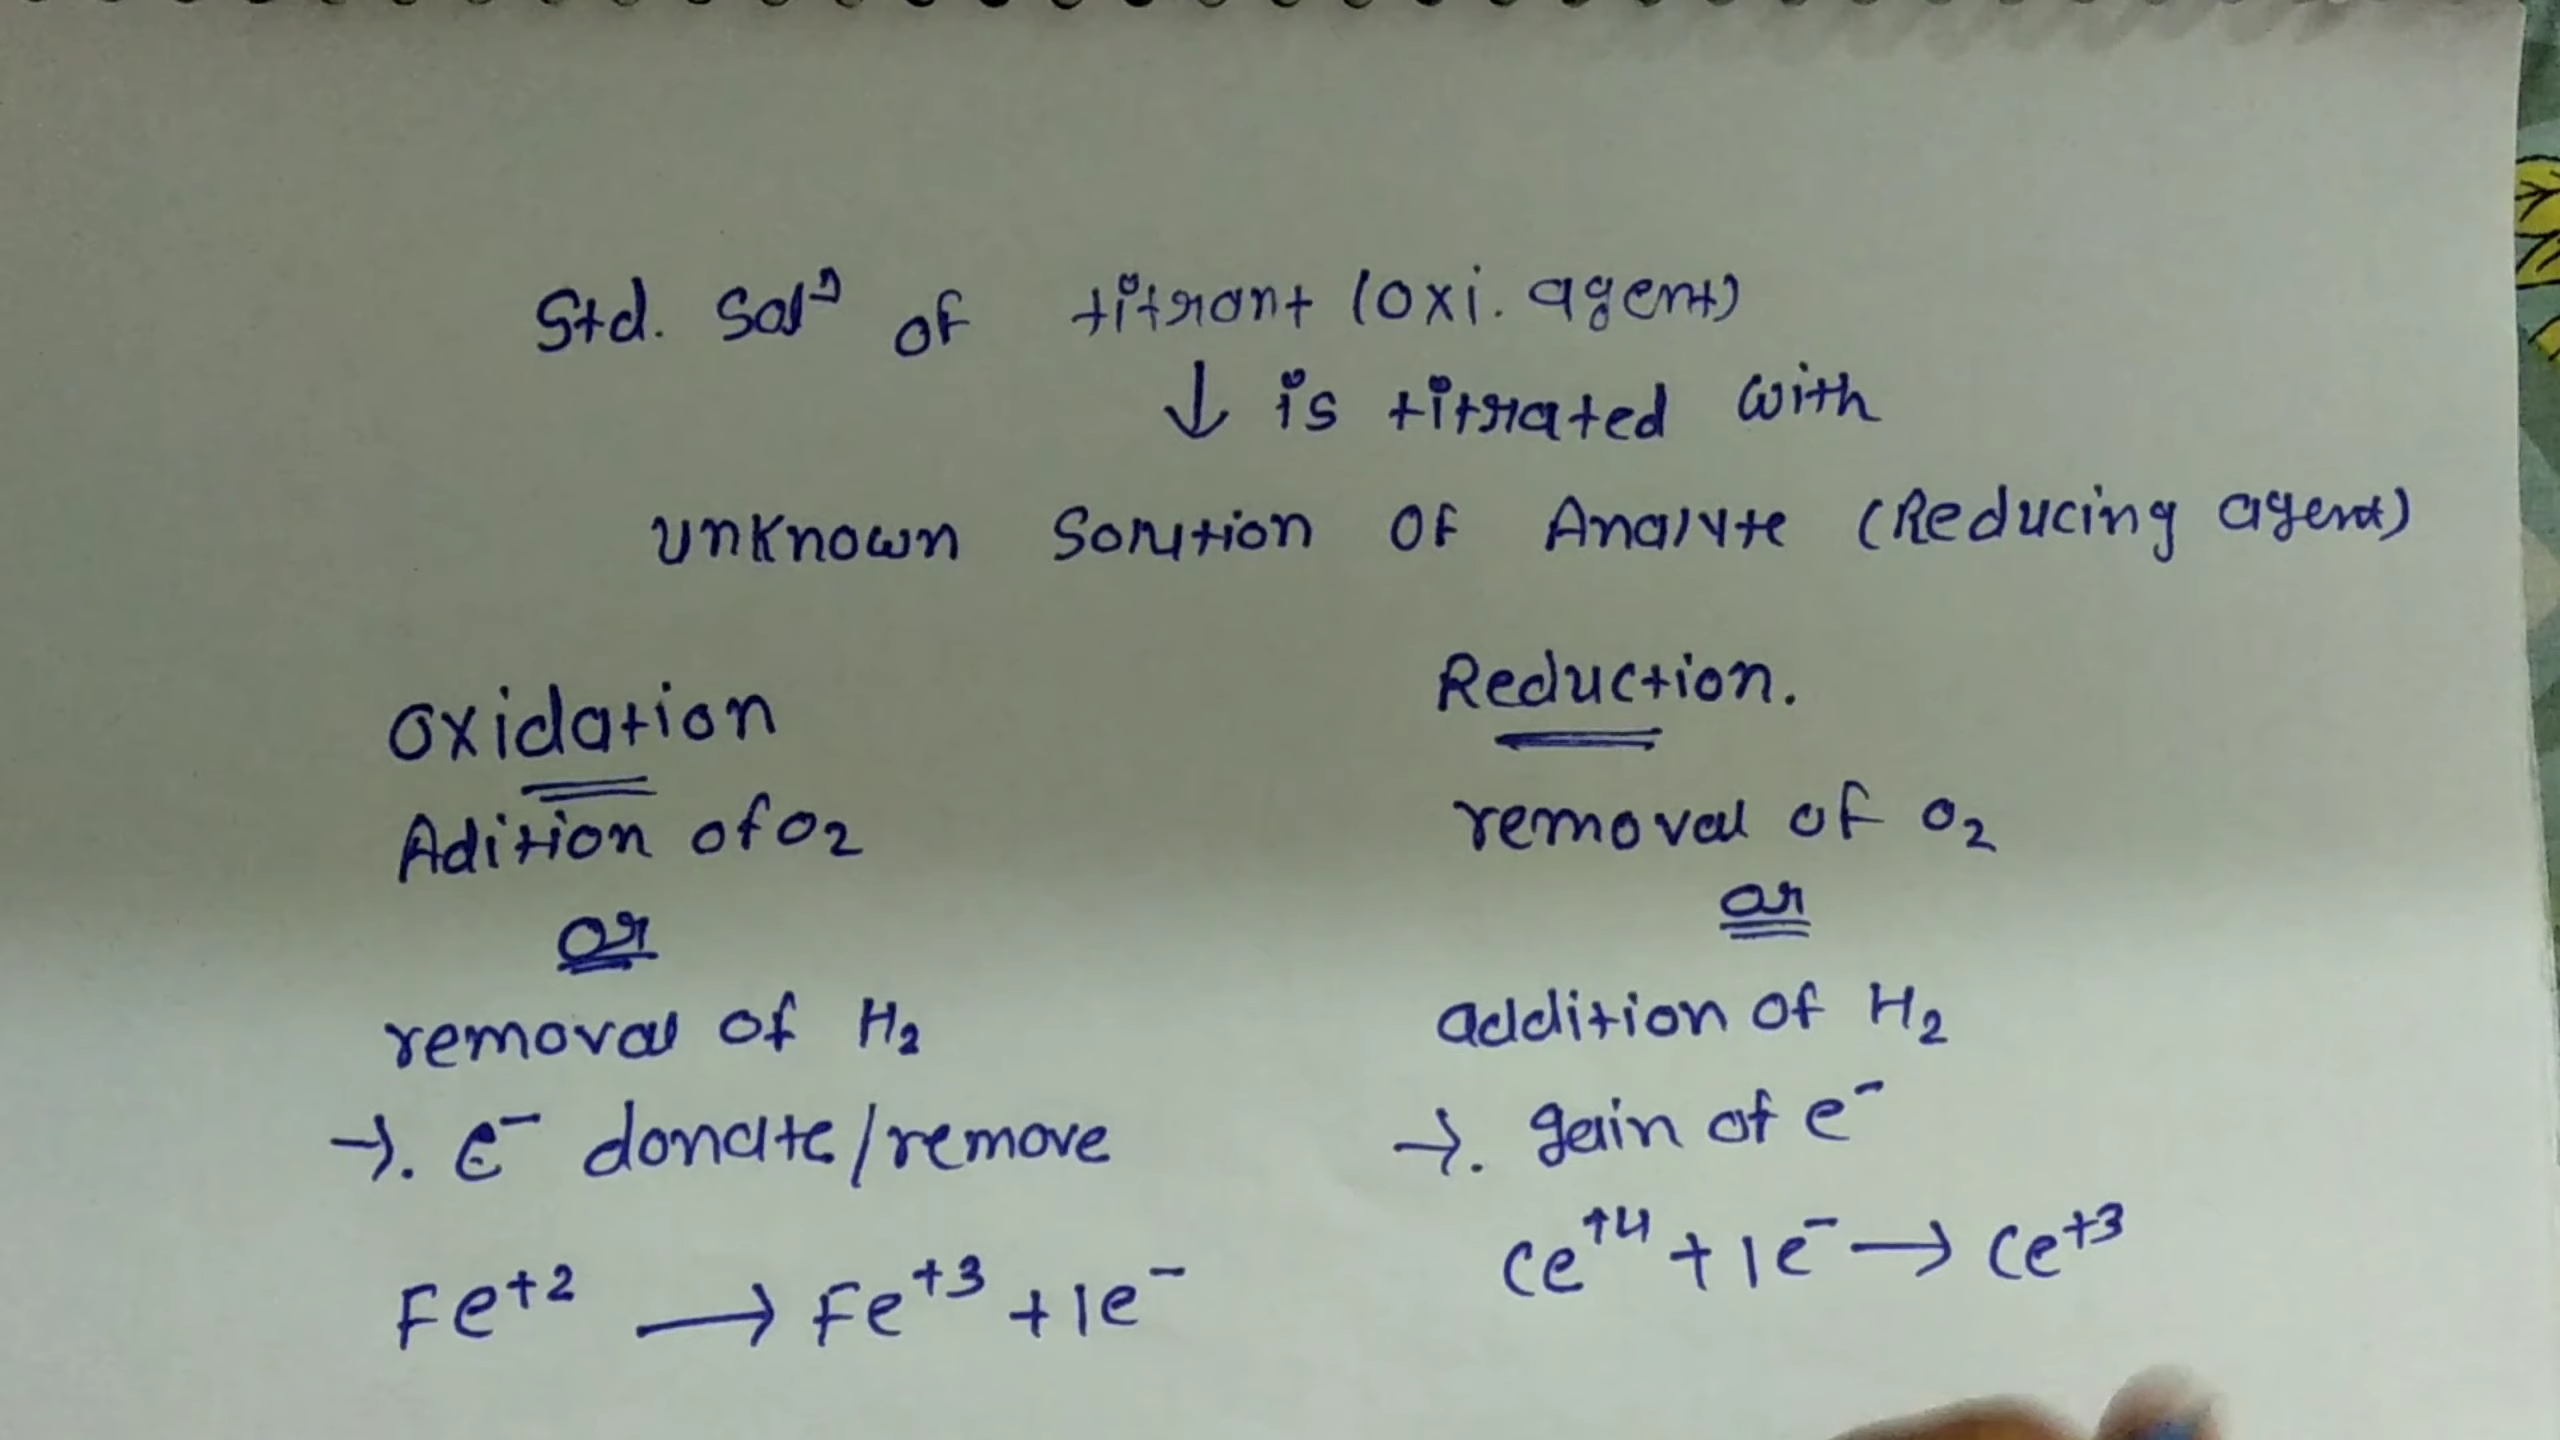 Std. Sol^n of titrant (oxi. agent)
↓ is titrated with
unknown Solution OF Analyte (Reducing agent)
Oxidation
Adition of O₂
or
removal of H₂
→. e⁻ donate/remove
Fe⁺² → Fe⁺³ + 1e⁻
Reduction.
removal of O₂
or
addition of H₂
→. gain of e⁻
Ce⁺⁴ + 1e⁻ → Ce⁺³